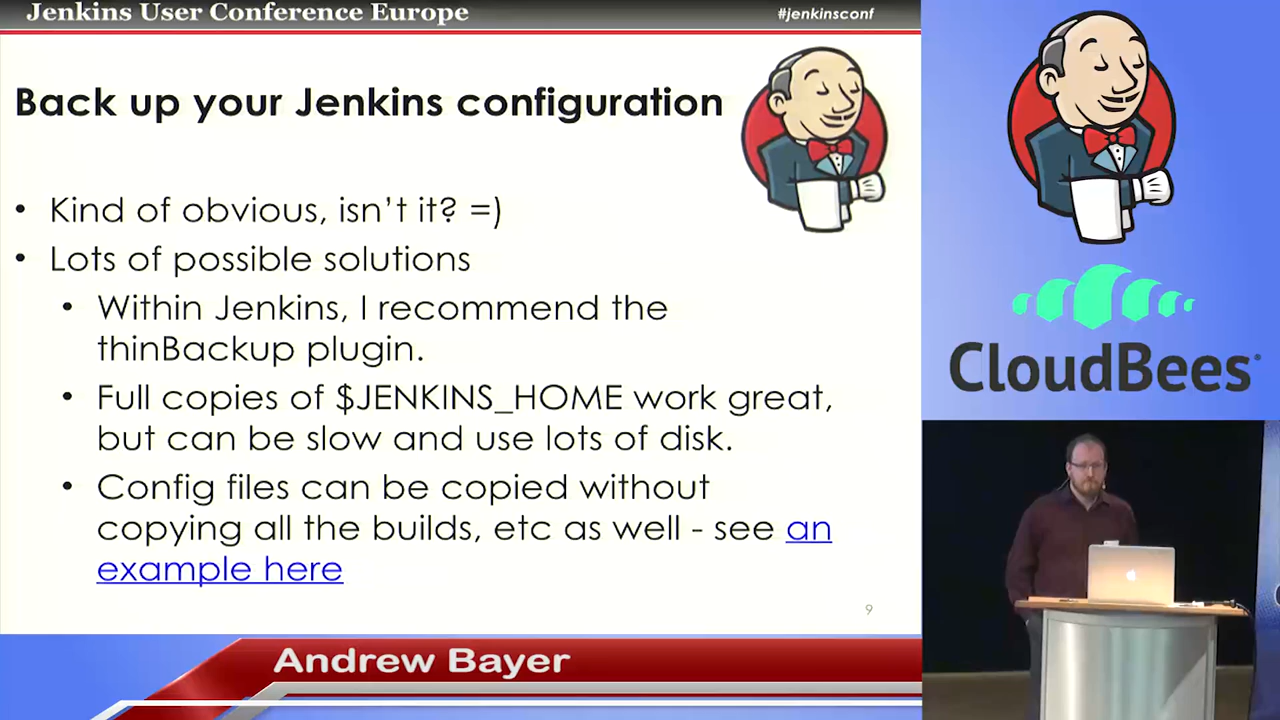 Jenkins User Conference Europe
#jenkinsconf
Back up your Jenkins configuration
• Kind of obvious, isn't it? =)
• Lots of possible solutions
• Within Jenkins, I recommend the
thinBackup plugin.
• Full copies of $JENKINS_HOME work great,
but can be slow and use lots of disk.
• Config files can be copied without
copying all the builds, etc as well - see an
example here
9
Andrew Bayer
CloudBees